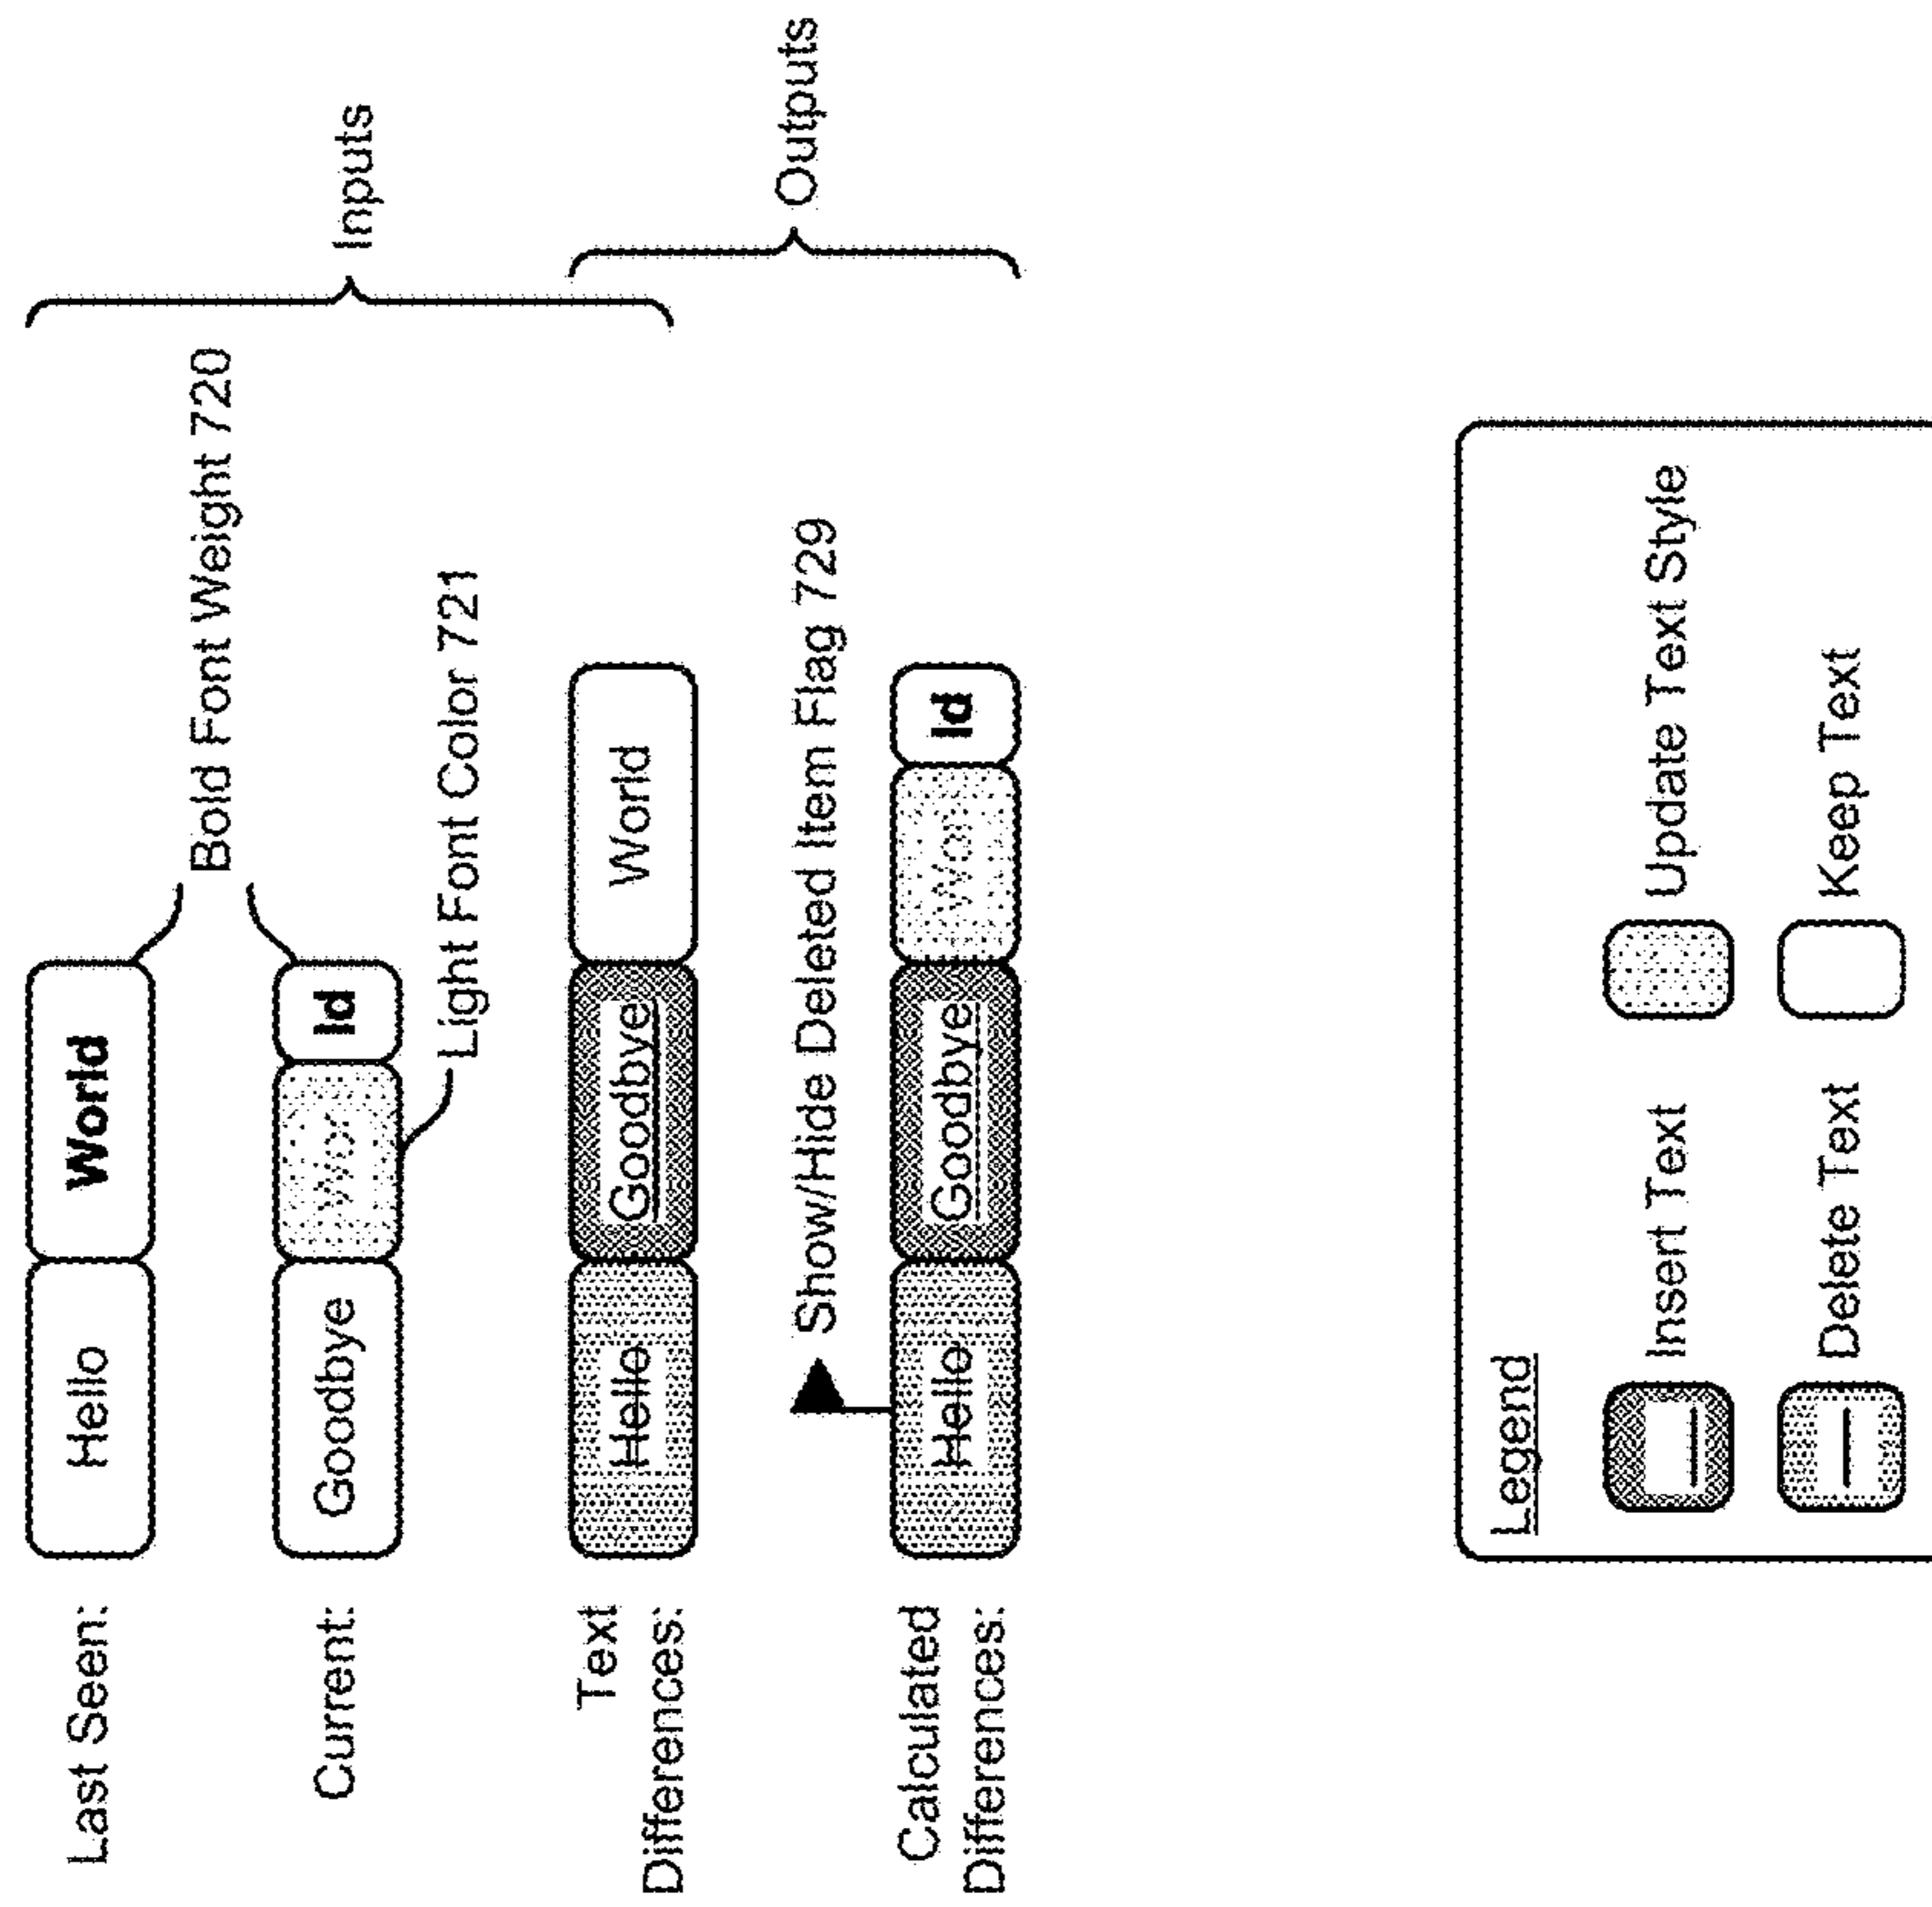 Last Seen: Hello World
Bold Font Weight 720
Inputs
Current: Goodbye Wor ld
Light Font Color 721
Text
Differences: Hello Goodbye World
Outputs
Show/Hide Deleted Item Flag 729
Calculated
Differences: Hello Goodbye Wor ld
Legend
Insert Text Update Text Style
Delete Text Keep Text